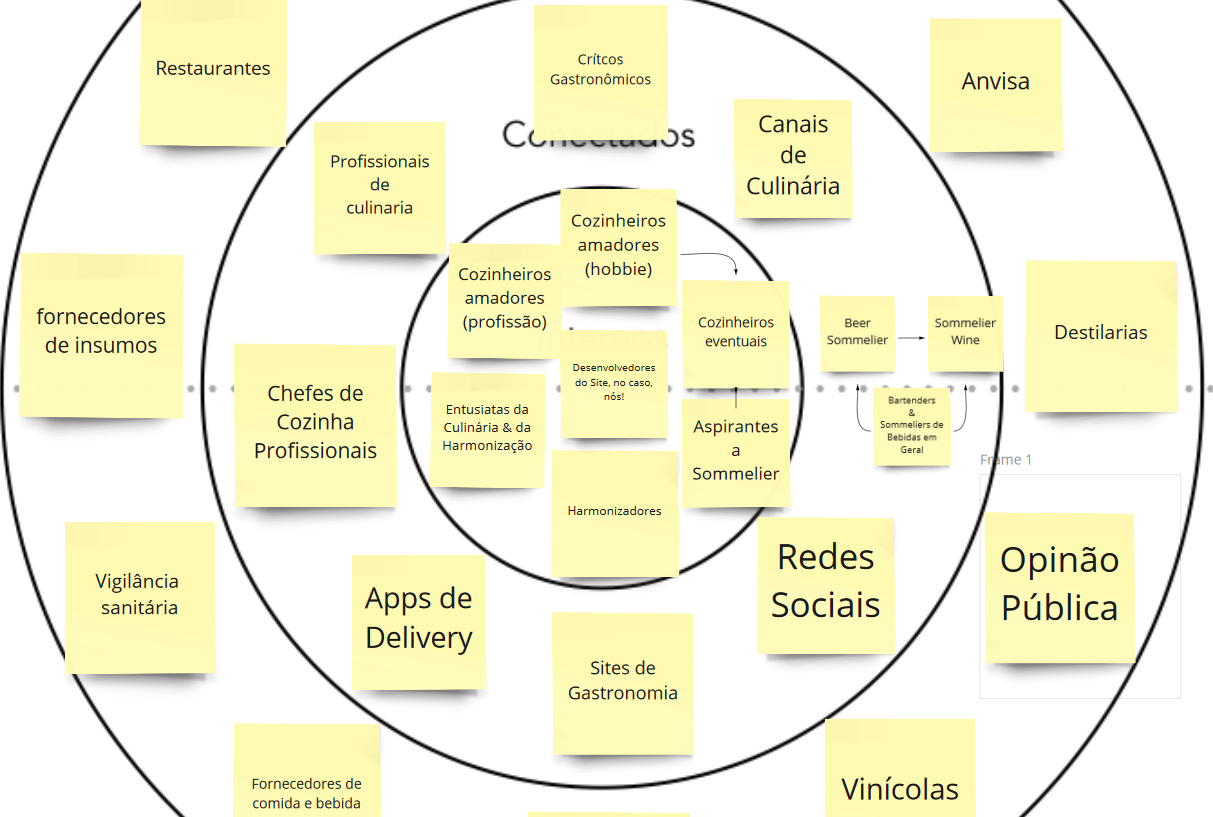 Restaurantes
Crítcos
Gastronômicos
Anvisa
Conectados
Canais
de
Culinária
Profissionais
de
culinaria
Cozinheiros
amadores
(hobbie)
Cozinheiros
amadores
(profissão)
fornecedores
de insumos
Cozinheiros
eventuais
Beer
Sommelier
Sommelier
Wine
Destilarias
Internos
Desenvolvedores
do Site, no caso,
nós!
Chefes de
Cozinha
Profissionais
Entusiatas da
Culinária & da
Harmonização
Aspirantes
a
Sommelier
Bartenders
&
Sommeliers de
Bebidas em
Geral
Frame 1
Harmonizadores
Redes
Sociais
Opinão
Pública
Vigilância
sanitária
Apps de
Delivery
Sites de
Gastronomia
Fornecedores de
comida e bebida
Vinícolas